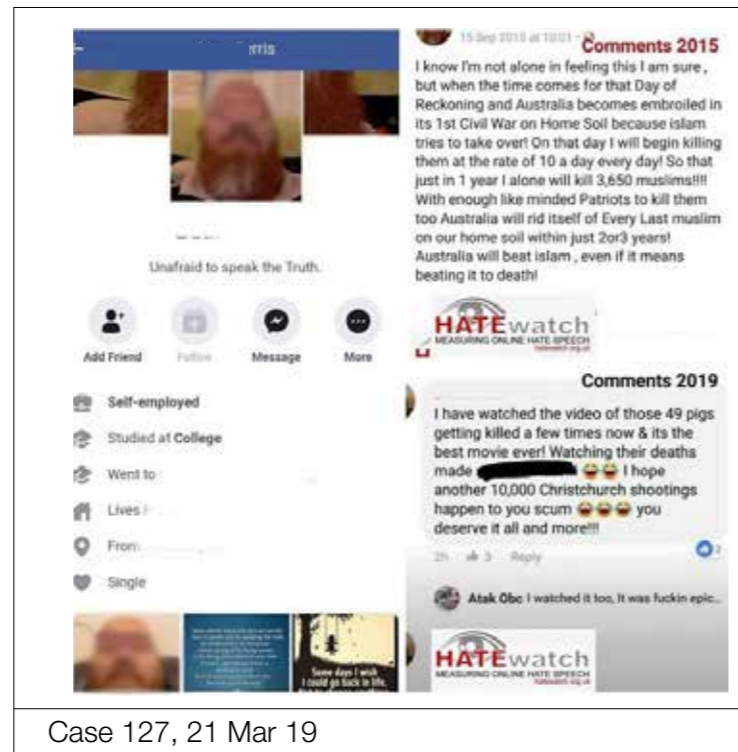 rris
Unafraid to speak the Truth.
Add Friend
Follow
Message
More
Self-employed
Studied at College
Went to
Lives
From
Single
Some days I wish
I could go back in life.
15 Sep 2015 at 10:01
Comments 2015
I know I'm not alone in feeling this I am sure ,
but when the time comes for that Day of
Reckoning and Australia becomes embroiled in
its 1st Civil War on Home Soil because islam
tries to take over! On that day I will begin killing
them at the rate of 10 a day every day! So that
just in 1 year I alone will kill 3,650 muslims!!!!
With enough like minded Patriots to kill them
too Australia will rid itself of Every Last muslim
on our home soil within just 2or3 years!
Australia will beat islam , even if it means
beating it to death!
HATEwatch
MEASURING ONLINE HATE SPEECH
Comments 2019
I have watched the video of those 49 pigs
getting killed a few times now & its the
best movie ever! Watching their deaths
made 😂😂 I hope
another 10,000 Christchurch shootings
happen to you scum 😂😂😂 you
deserve it all and more!!!
2h 3 Reply
Atak Obc I watched it too, It was fuckin epic..
HATEwatch
MEASURING ONLINE HATE SPEECH
Case 127, 21 Mar 19